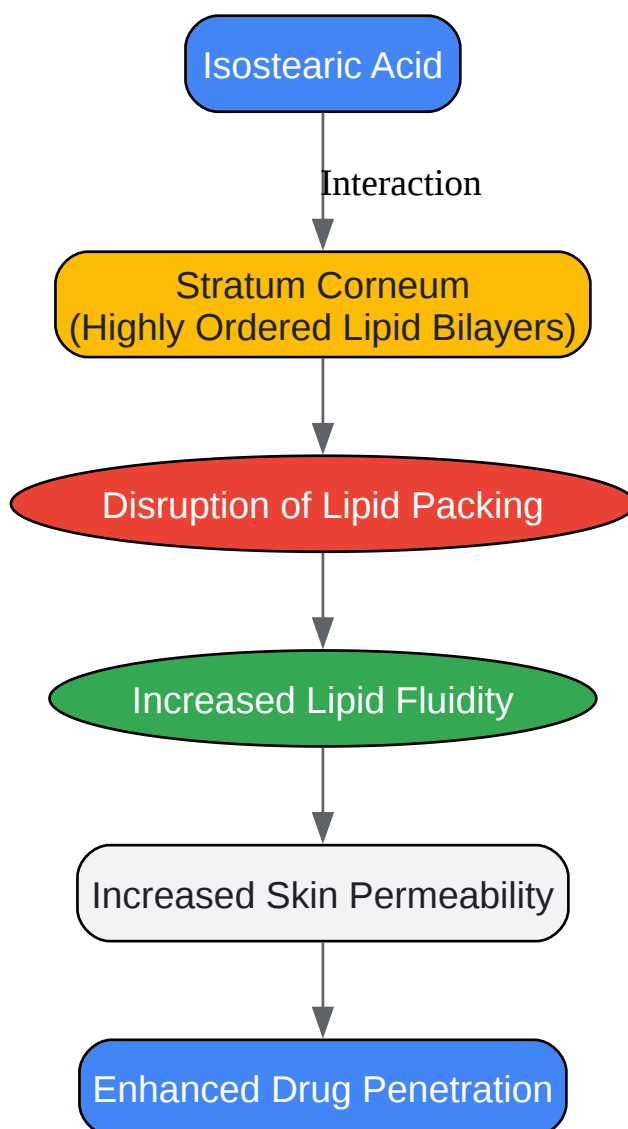 Isostearic Acid
Interaction
Stratum Corneum
(Highly Ordered Lipid Bilayers)
Disruption of Lipid Packing
Increased Lipid Fluidity
Increased Skin Permeability
Enhanced Drug Penetration